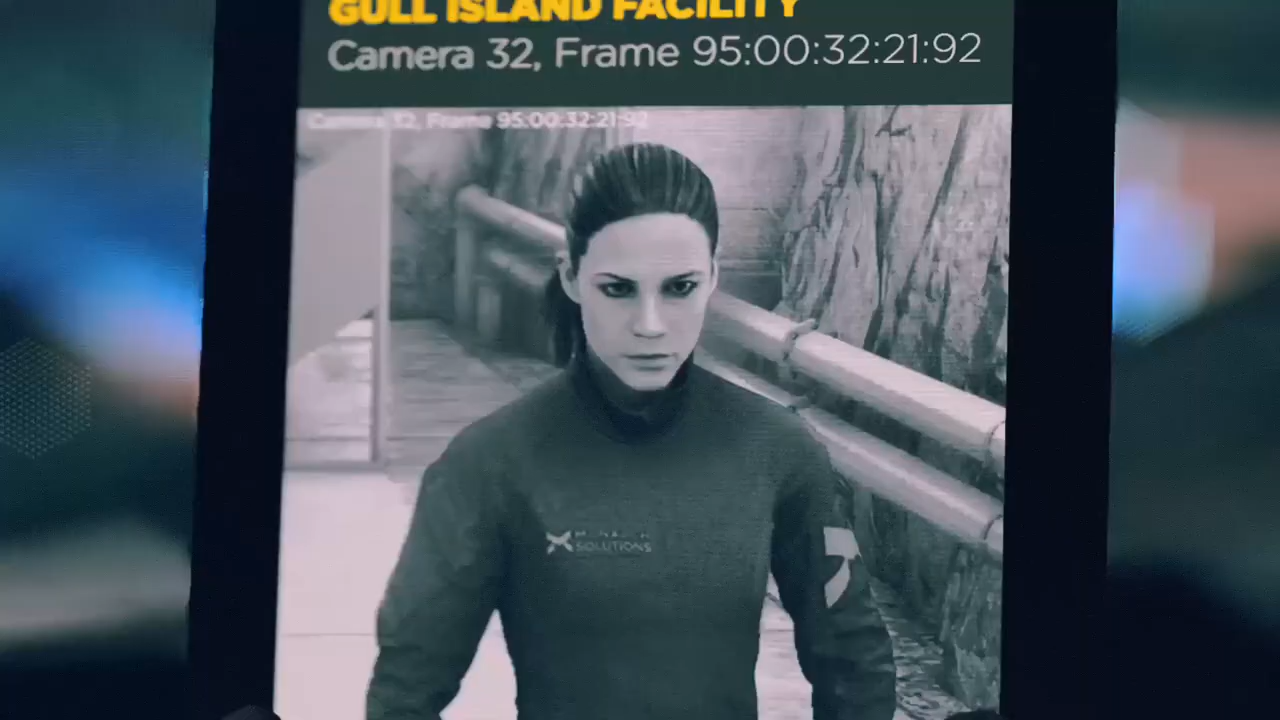 GULL ISLAND FACILITY
Camera 32, Frame 95:00:32:21:92
Camera 32, Frame 95:00:32:21:92
SOLUTIONS